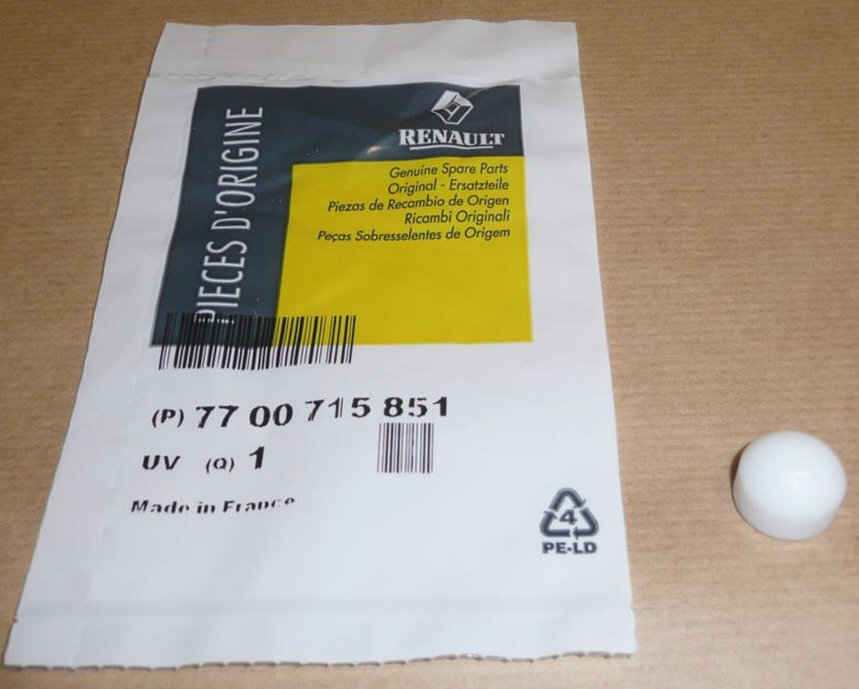 PIECES D'ORIGINE
RENAULT
Genuine Spare Parts
Original - Ersatzteile
Piezas de Recambio de Origen
Ricambi Originali
Peças Sobresselentes de Origem
(P) 77 00 715 851
UV (Q) 1
Made in France
4
PE-LD